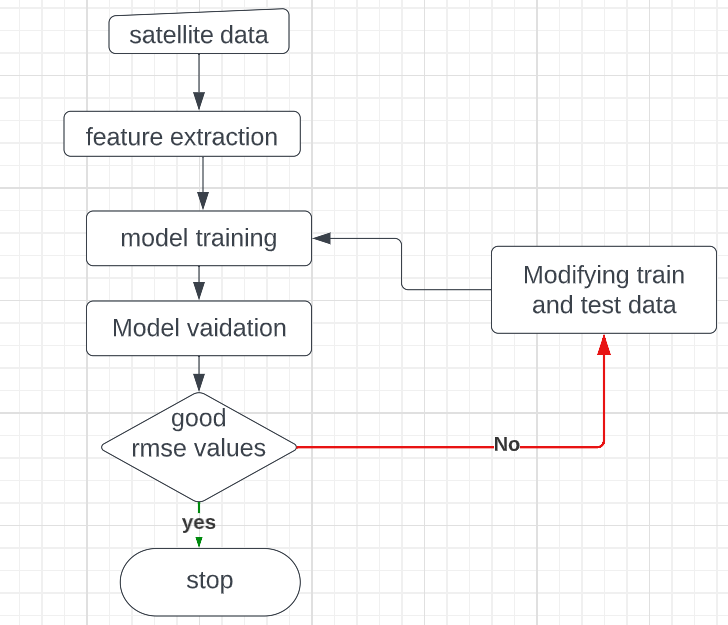 satellite data
feature extraction
model training
Modifying train
and test data
Model vaidation
good
rmse values
No
yes
stop